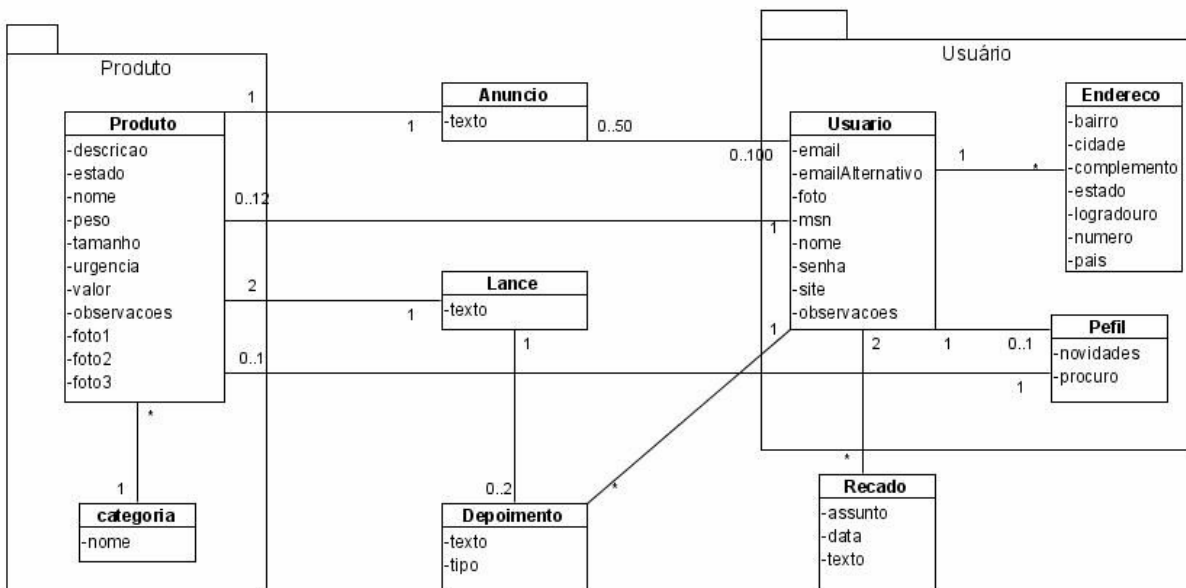 Produto
Usuário
Produto
-descricao
-estado
-nome
-peso
-tamanho
-urgencia
-valor
-observacoes
-foto1
-foto2
-foto3
1
1
Anuncio
-texto
0..50
0..100
Usuario
-email
-emailAlternativo
-foto
-msn
-nome
-senha
-site
-observacoes
1
*
Endereco
-bairro
-cidade
-complemento
-estado
-logradouro
-numero
-pais
0..12
1
2
1
Lance
-texto
1
0..2
1
*
0..1
1
1
0..1
Pefil
-novidades
-procuro
2
*
Recado
-assunto
-data
-texto
*
1
categoria
-nome
Depoimento
-texto
-tipo